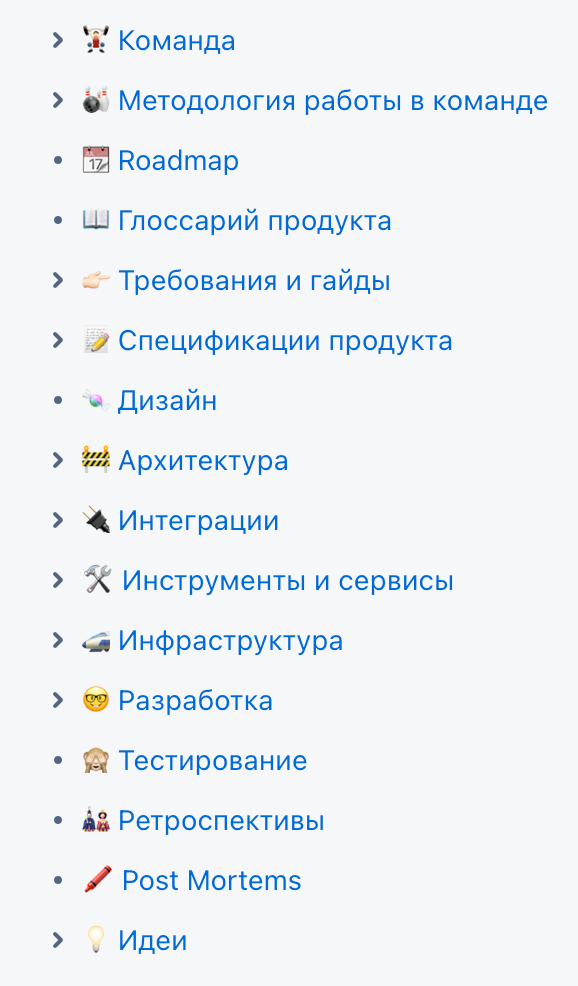 Команда
Методология работы в команде
Roadmap
Глоссарий продукта
Требования и гайды
Спецификации продукта
Дизайн
Архитектура
Интеграции
Инструменты и сервисы
Инфраструктура
Разработка
Тестирование
Ретроспективы
Post Mortems
Идеи